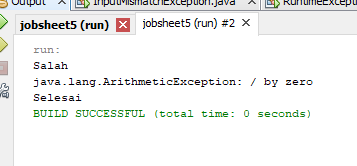 Output InputMismatchException.java RuntimeExce
jobsheet5 (run) jobsheet5 (run) #2
run:
Salah
java.lang.ArithmeticException: / by zero
Selesai
BUILD SUCCESSFUL (total time: 0 seconds)